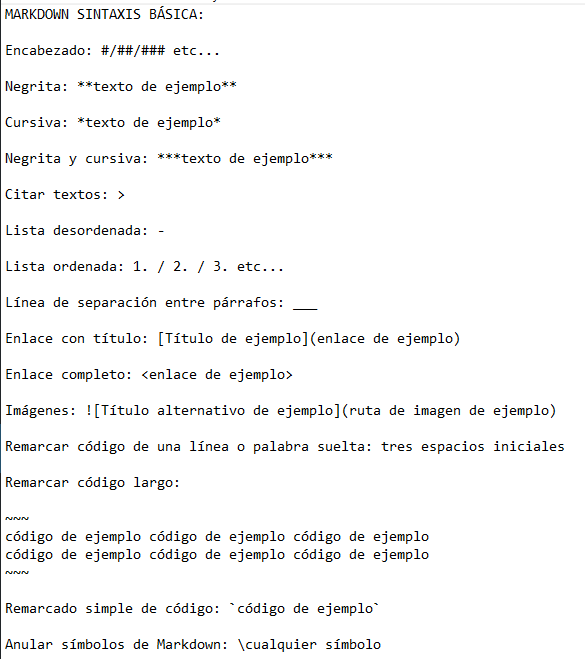 MARKDOWN SINTAXIS BÁSICA:
Encabezado: #/##/### etc...
Negrita: **texto de ejemplo**
Cursiva: *texto de ejemplo*
Negrita y cursiva: ***texto de ejemplo***
Citar textos: >
Lista desordenada: -
Lista ordenada: 1. / 2. / 3. etc...
Línea de separación entre párrafos: ___
Enlace con título: [Título de ejemplo](enlace de ejemplo)
Enlace completo: <enlace de ejemplo>
Imágenes: ![Título alternativo de ejemplo](ruta de imagen de ejemplo)
Remarcar código de una línea o palabra suelta: tres espacios iniciales
Remarcar código largo:
~~~
código de ejemplo código de ejemplo código de ejemplo
código de ejemplo código de ejemplo código de ejemplo
~~~
Remarcado simple de código: `código de ejemplo`
Anular símbolos de Markdown: \cualquier símbolo